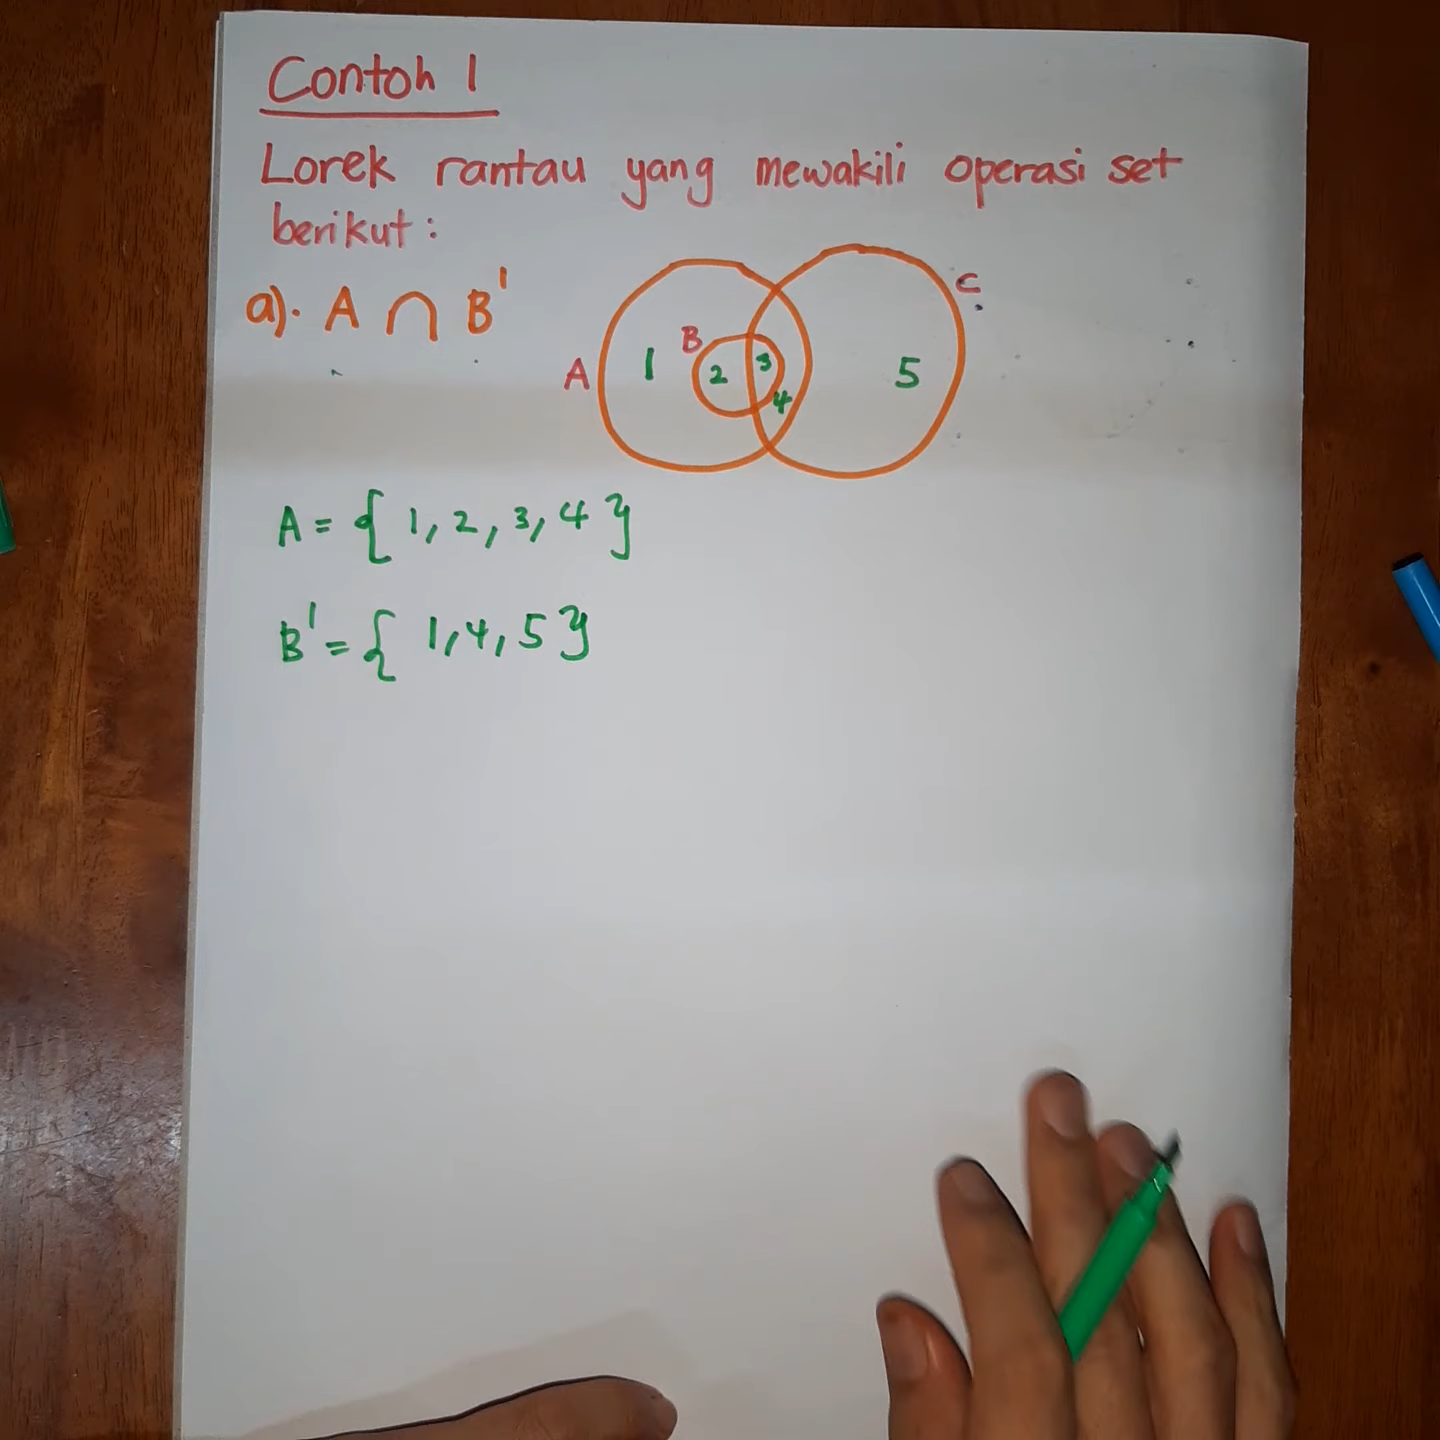 Contoh 1
Lorek rantau yang mewakili operasi set
berikut:
a). A ∩ B'
A
B
C
1
2
3
4
5
A = { 1, 2, 3, 4 }
B' = { 1, 4, 5 }